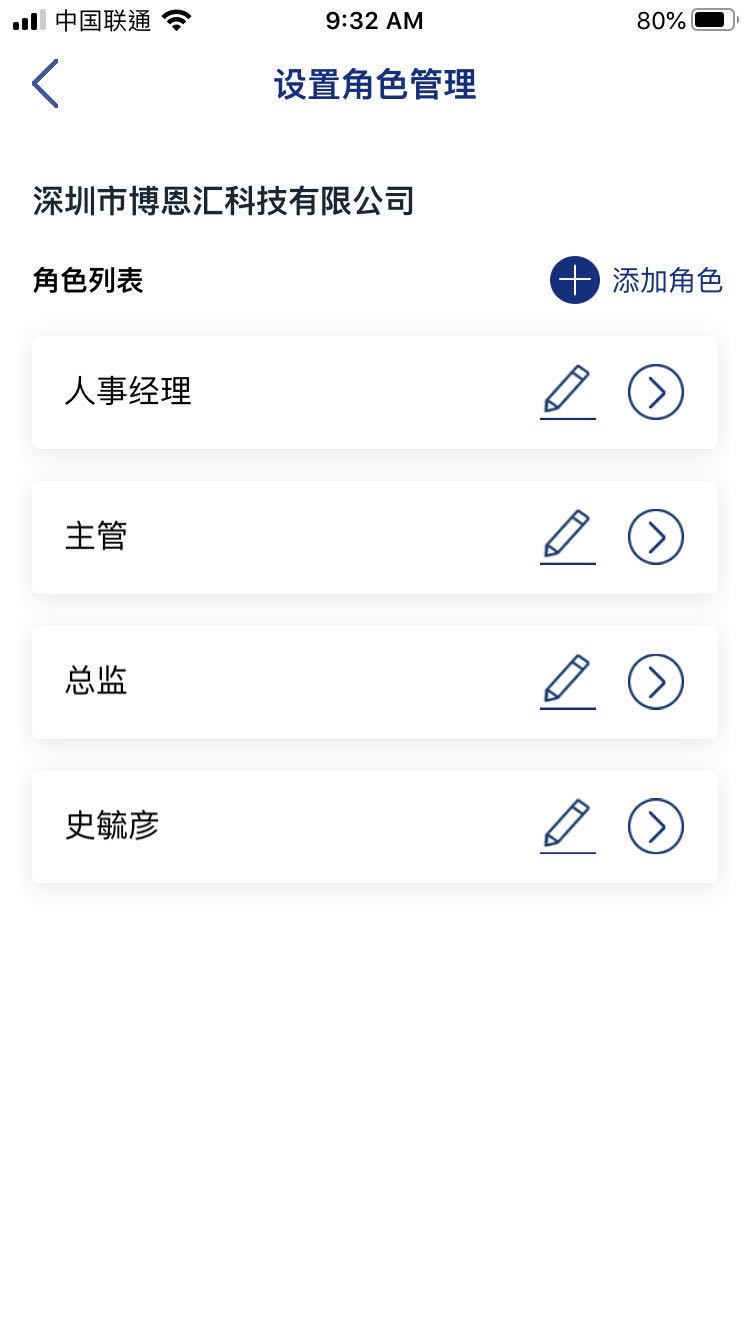 中国联通 9:32 AM 80%
设置角色管理
深圳市博恩汇科技有限公司
角色列表 添加角色
人事经理
主管
总监
史毓彦